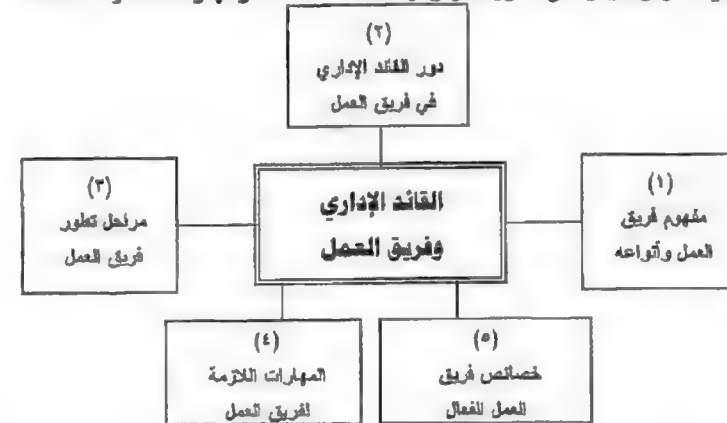 (٢)
دور القائد الإداري
في فريق العمل
(١)
مفهوم فريق
العمل وأنواعه
القائد الإداري
وفريق العمل
(٣)
مراحل تطور
فريق العمل
(٤)
المهارات اللازمة
لفريق العمل
(٥)
خصائص فريق
العمل الفعال